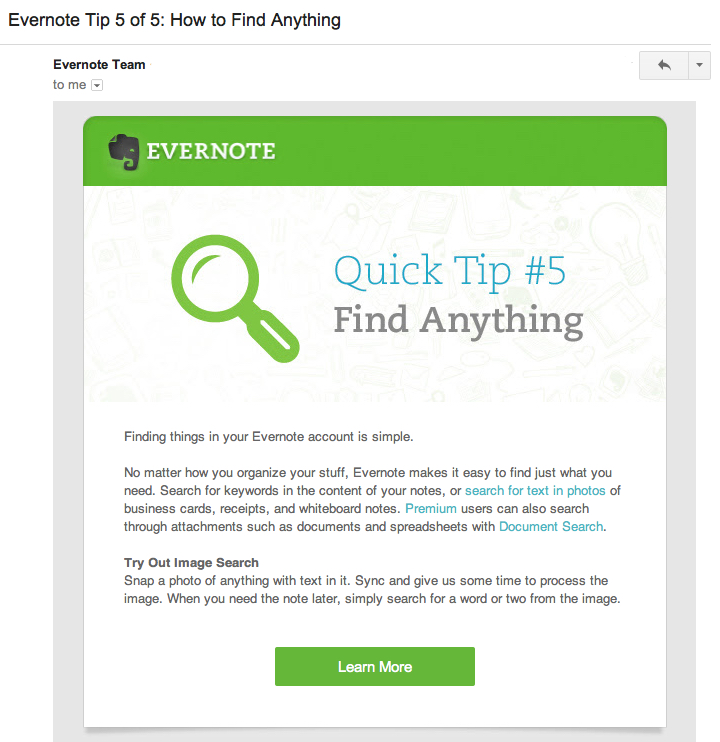 Evernote Tip 5 of 5: How to Find Anything
Evernote Team
to me
EVERNOTE
Quick Tip #5
Find Anything
Finding things in your Evernote account is simple.
No matter how you organize your stuff, Evernote makes it easy to find just what you
need. Search for keywords in the content of your notes, or search for text in photos of
business cards, receipts, and whiteboard notes. Premium users can also search
through attachments such as documents and spreadsheets with Document Search.
Try Out Image Search
Snap a photo of anything with text in it. Sync and give us some time to process the
image. When you need the note later, simply search for a word or two from the image.
Learn More